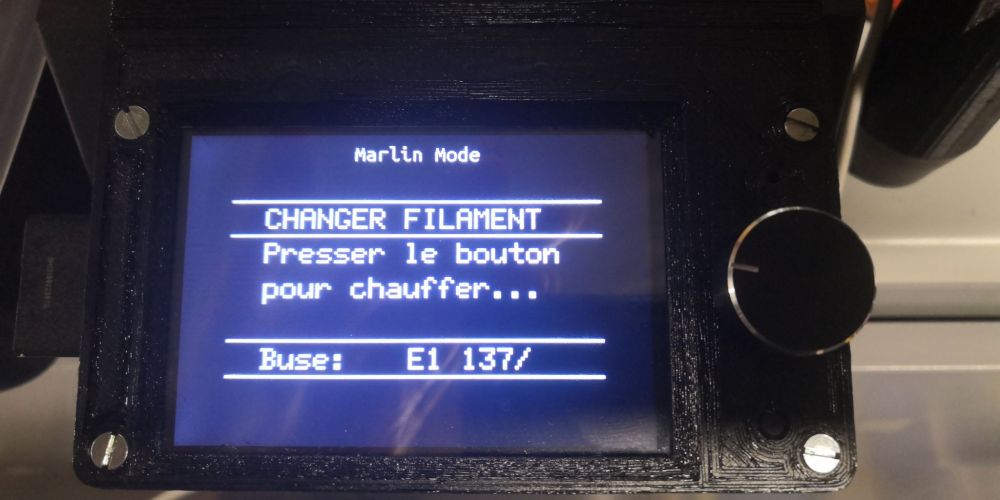 Marlin Mode
CHANGER FILAMENT
Presser le bouton
pour chauffer...
Buse: E1 137/